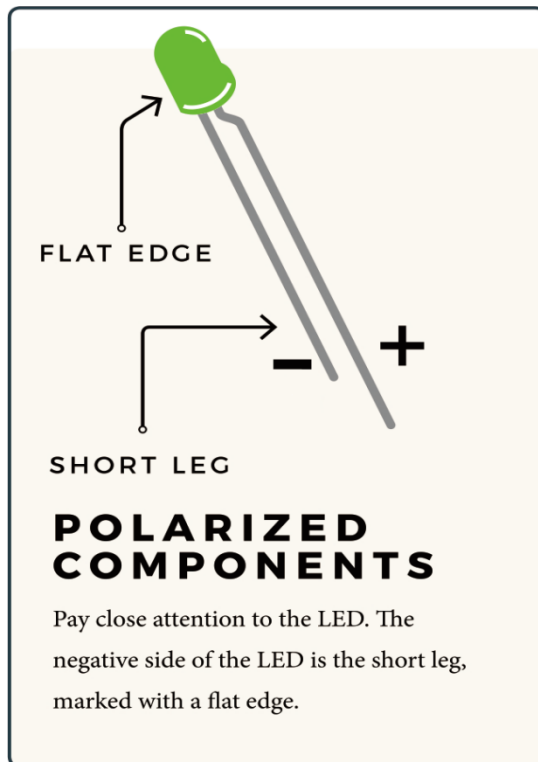 FLAT EDGE
− +
SHORT LEG
POLARIZED
COMPONENTS
Pay close attention to the LED. The
negative side of the LED is the short leg,
marked with a flat edge.